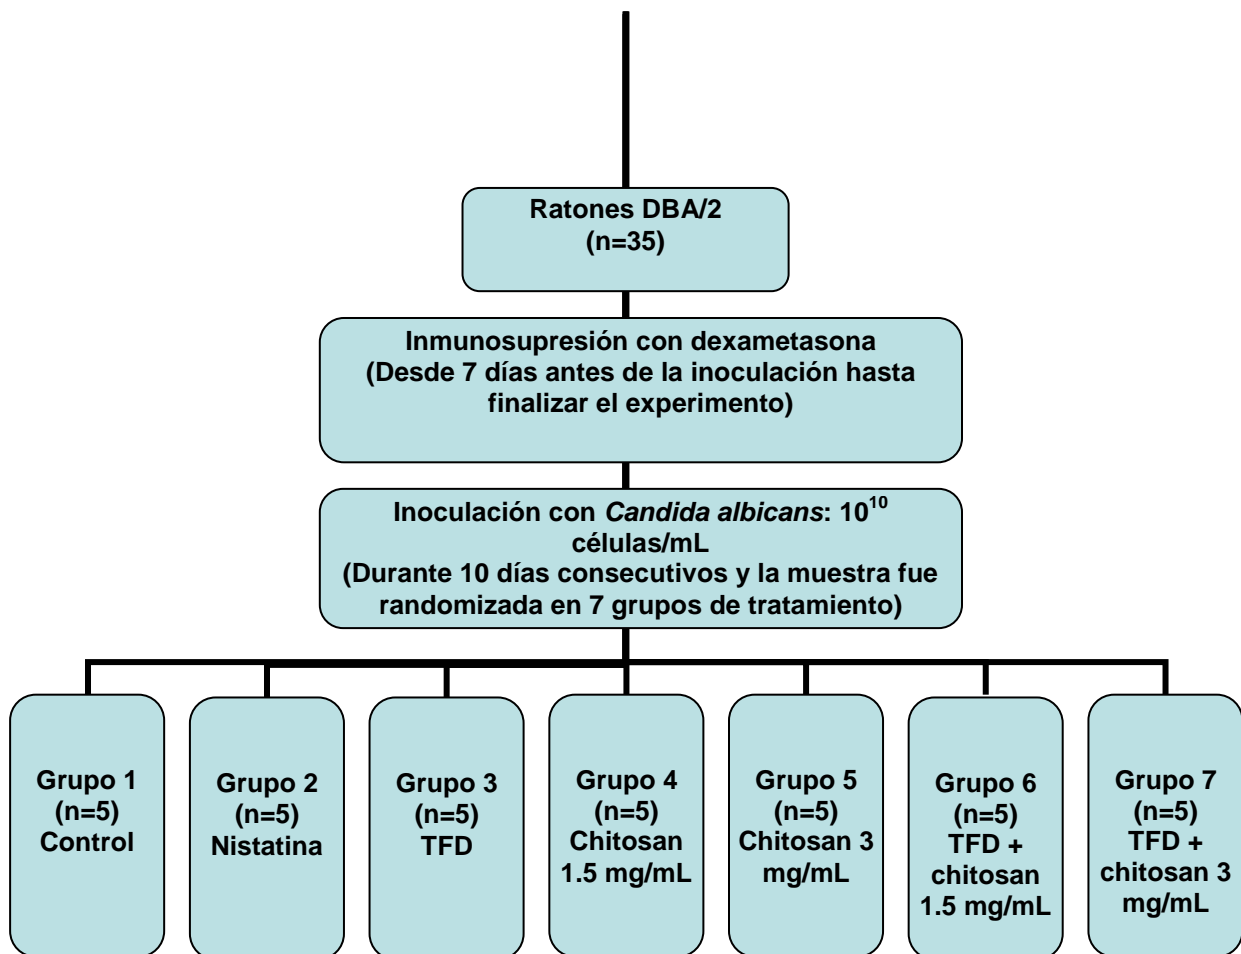 Ratones DBA/2
(n=35)
Inmunosupresión con dexametasona
(Desde 7 días antes de la inoculación hasta
finalizar el experimento)
Inoculación con Candida albicans: 10¹⁰
células/mL
(Durante 10 días consecutivos y la muestra fue
randomizada en 7 grupos de tratamiento)
Grupo 1
(n=5)
Control
Grupo 2
(n=5)
Nistatina
Grupo 3
(n=5)
TFD
Grupo 4
(n=5)
Chitosan
1.5 mg/mL
Grupo 5
(n=5)
Chitosan 3
mg/mL
Grupo 6
(n=5)
TFD +
chitosan
1.5 mg/mL
Grupo 7
(n=5)
TFD +
chitosan 3
mg/mL